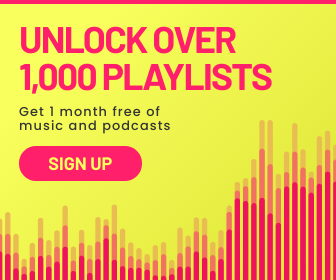 UNLOCK OVER
1,000 PLAYLISTS
Get 1 month free of
music and podcasts
SIGN UP